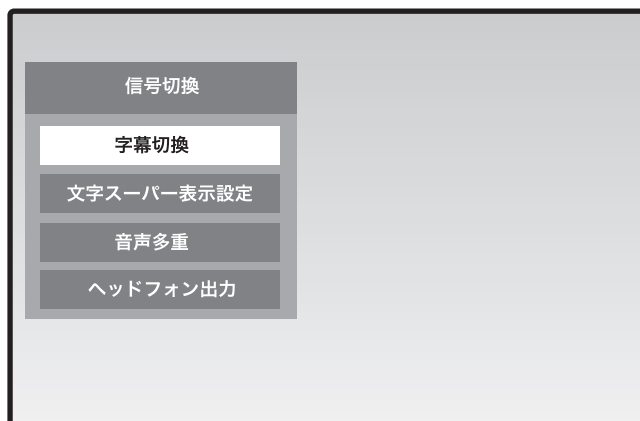 信号切換
字幕切換
文字スーパー表示設定
音声多重
ヘッドフォン出力